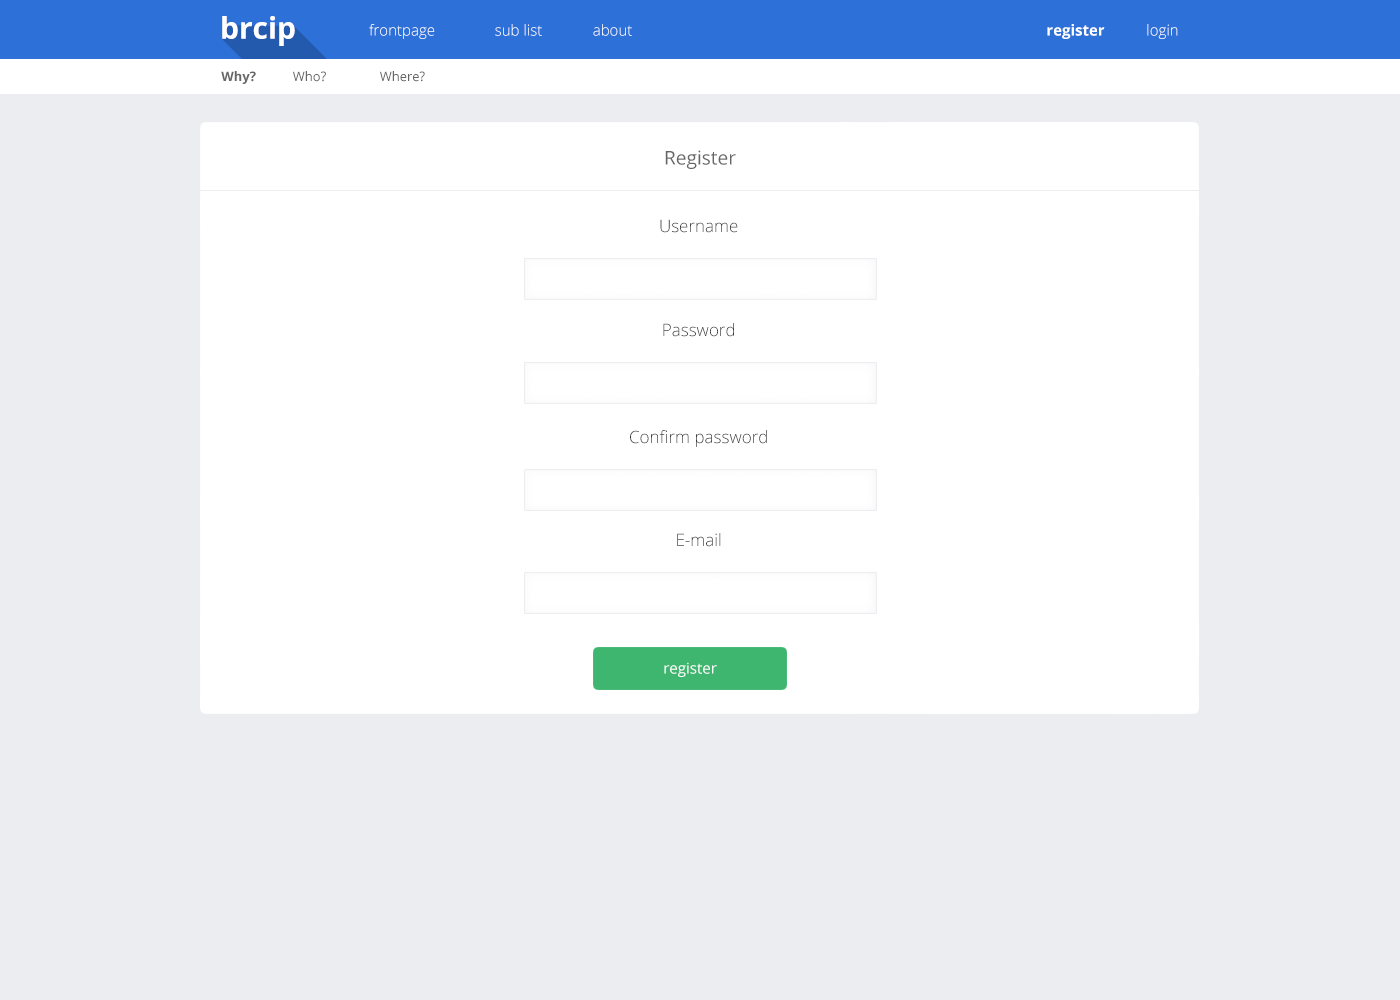 brcip frontpage sub list about register login
Why? Who? Where?
Register
Username
Password
Confirm password
E-mail
register